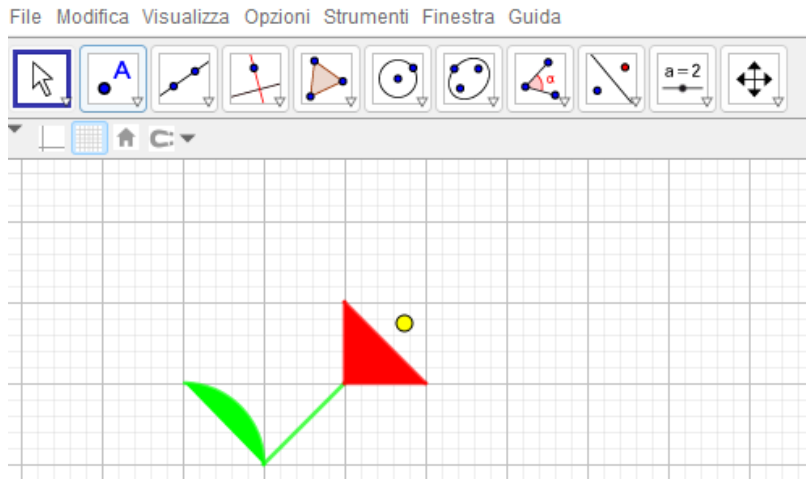 File Modifica Visualizza Opzioni Strumenti Finestra Guida
A α a=2